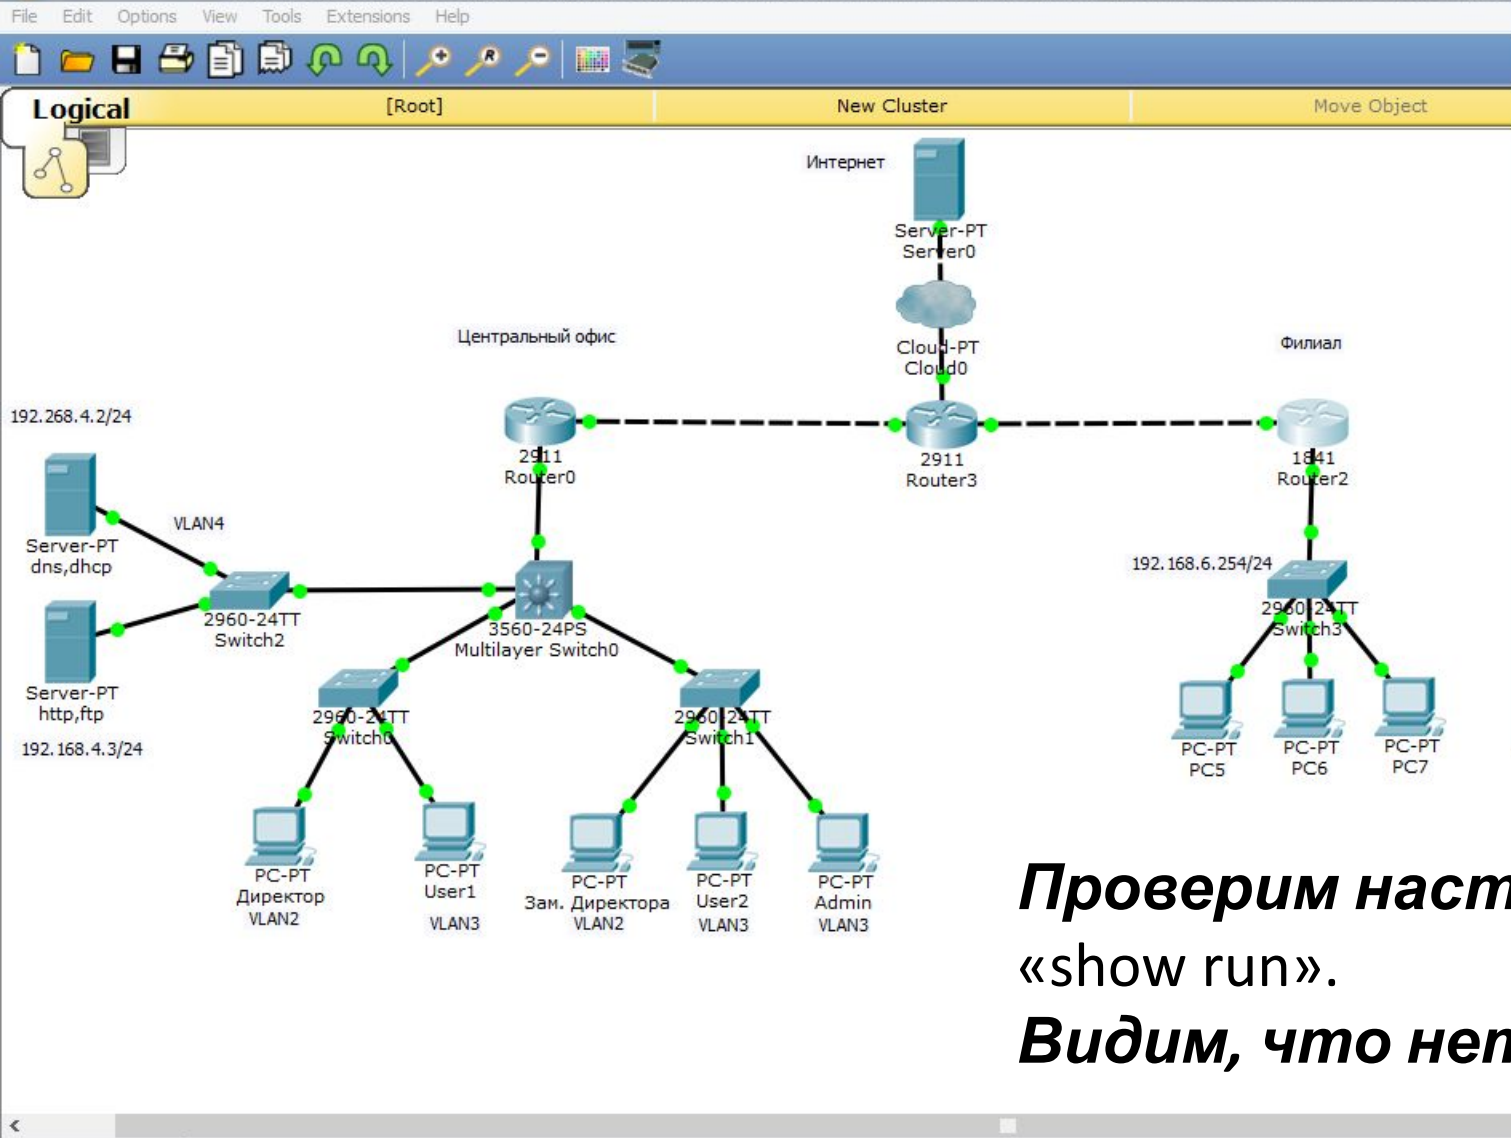 File Edit Options View Tools Extensions Help
Logical
[Root]
New Cluster
Move Object
Интернет
Server-PT
Server0
Cloud-PT
Cloud0
Центральный офис
Филиал
192.268.4.2/24
2911
Router0
2911
Router3
1841
Router2
VLAN4
Server-PT
dns,dhcp
2960-24TT
Switch2
3560-24PS
Multilayer Switch0
192.168.6.254/24
2960-24TT
Switch3
Server-PT
http,ftp
192.168.4.3/24
2960-24TT
Switch0
2960-24TT
Switch1
PC-PT
PC5
PC-PT
PC6
PC-PT
PC7
PC-PT
Директор
VLAN2
PC-PT
User1
VLAN3
PC-PT
Зам. Директора
VLAN2
PC-PT
User2
VLAN3
PC-PT
Admin
VLAN3
Проверим наст
«show run».
Видим, что нет